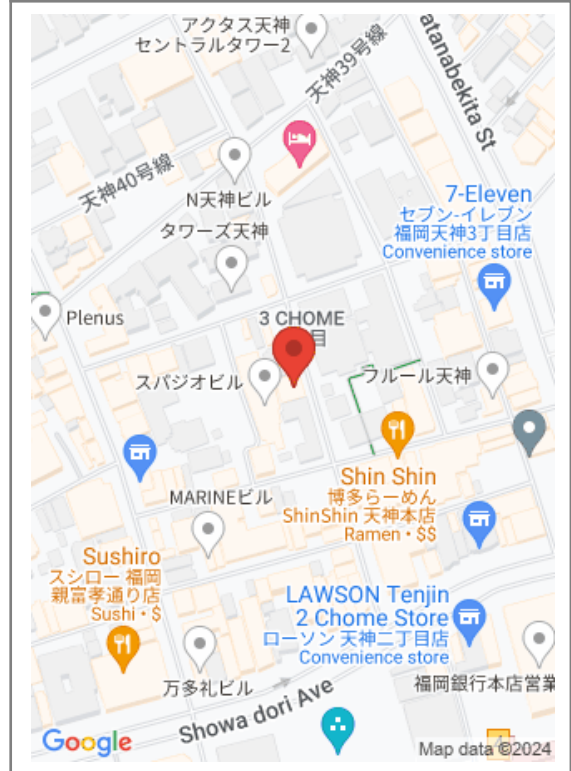 アクタス天神
セントラルタワー2
天神39号線
atanabekita St
天神40号線
N天神ビル
タワーズ天神
7-Eleven
セブン-イレブン
福岡天神3丁目店
Convenience store
Plenus
3 CHOME
目
スパジオビル
フルール天神
Shin Shin
博多らーめん
ShinShin 天神本店
Ramen・$$
MARINEビル
Sushiro
スシロー 福岡
親富孝通り店
Sushi・$
LAWSON Tenjin
2 Chome Store
ローソン 天神二丁目店
Convenience store
万多礼ビル
福岡銀行本店営業
Showa dori Ave
Google
Map data ©2024